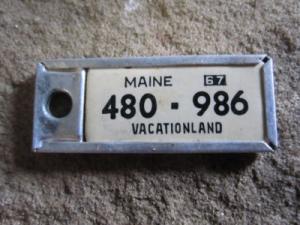 MAINE 67
480 - 986
VACATIONLAND